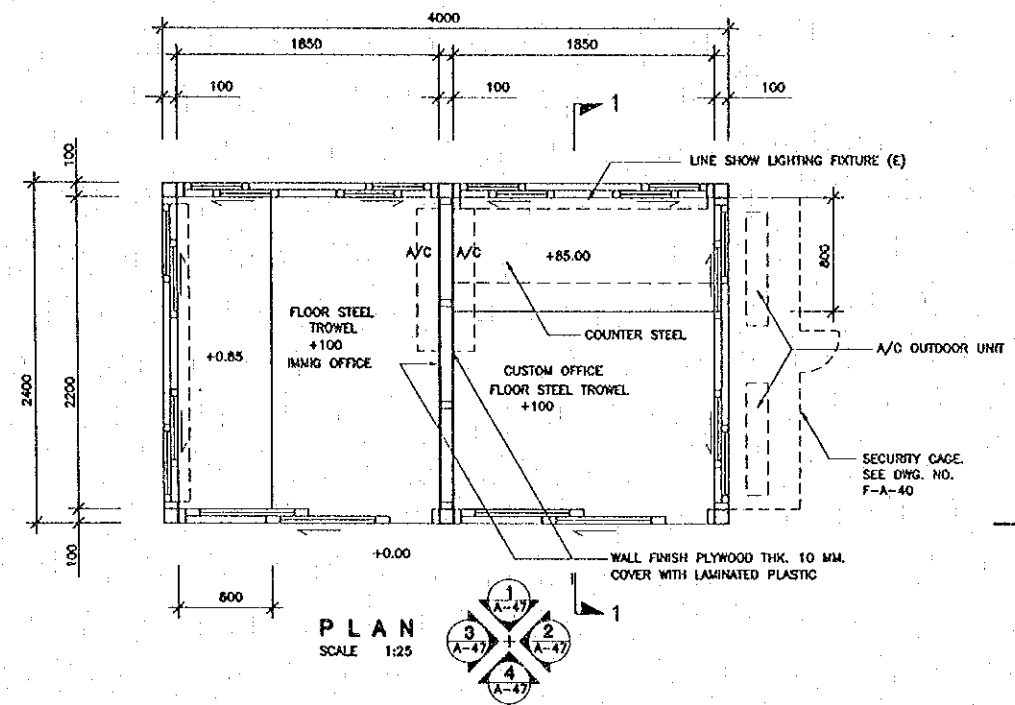 4000
1850
1850
100
100
100
1
100
LINE SHOW LIGHTING FIXTURE (E)
A/C
A/C
+85.00
800
FLOOR STEEL
TROWEL
+100
IMMIG OFFICE
COUNTER STEEL
A/C OUTDOOR UNIT
+0.85
CUSTOM OFFICE
FLOOR STEEL TROWEL
+100
2400
2200
SECURITY CAGE.
SEE DWG. NO.
F-A-40
100
+0.00
WALL FINISH PLYWOOD THK. 10 MM.
COVER WITH LAMINATED PLASTIC
600
1
PLAN
SCALE 1:25
1
A-47
3
A-47
2
A-47
4
A-47